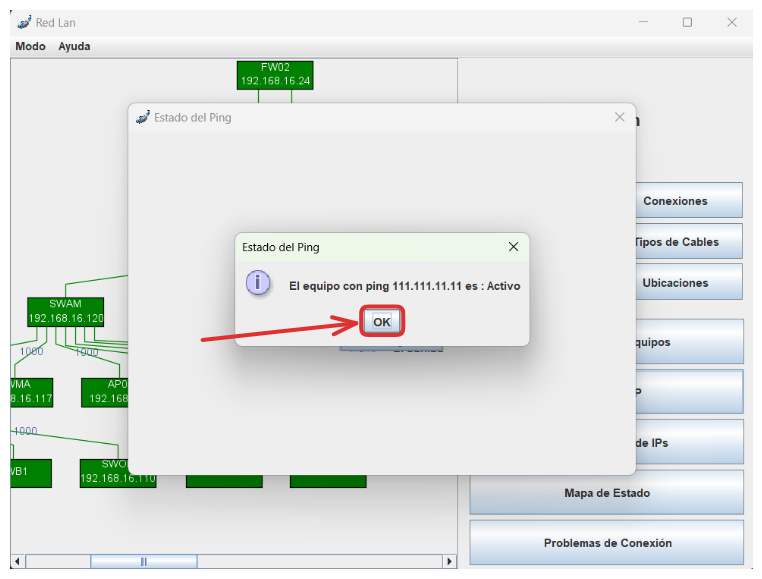 Red Lan
Modo Ayuda
FW02
192.168.16.24
Estado del Ping
Conexiones
Tipos de Cables
Ubicaciones
Estado del Ping
El equipo con ping 111.111.11.11 es : Activo
OK
SWAM
192.168.16.120
1000 1000
WMA
8.16.117
AP0
192.168
quipos
P
1000
de IPs
WB1
SWO
192.168.16.110
Mapa de Estado
Problemas de Conexión